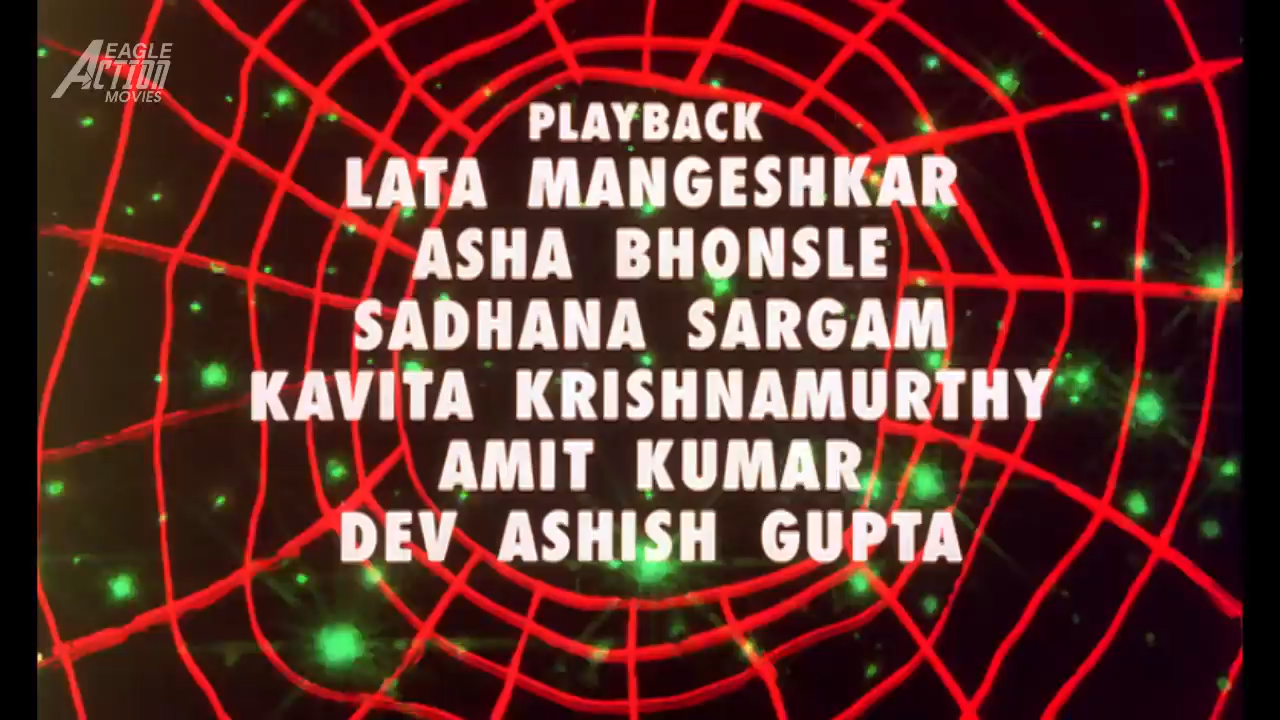 EAGLE
ACTION
MOVIES
PLAYBACK
LATA MANGESHKAR
ASHA BHONSLE
SADHANA SARGAM
KAVITA KRISHNAMURTHY
AMIT KUMAR
DEV ASHISH GUPTA